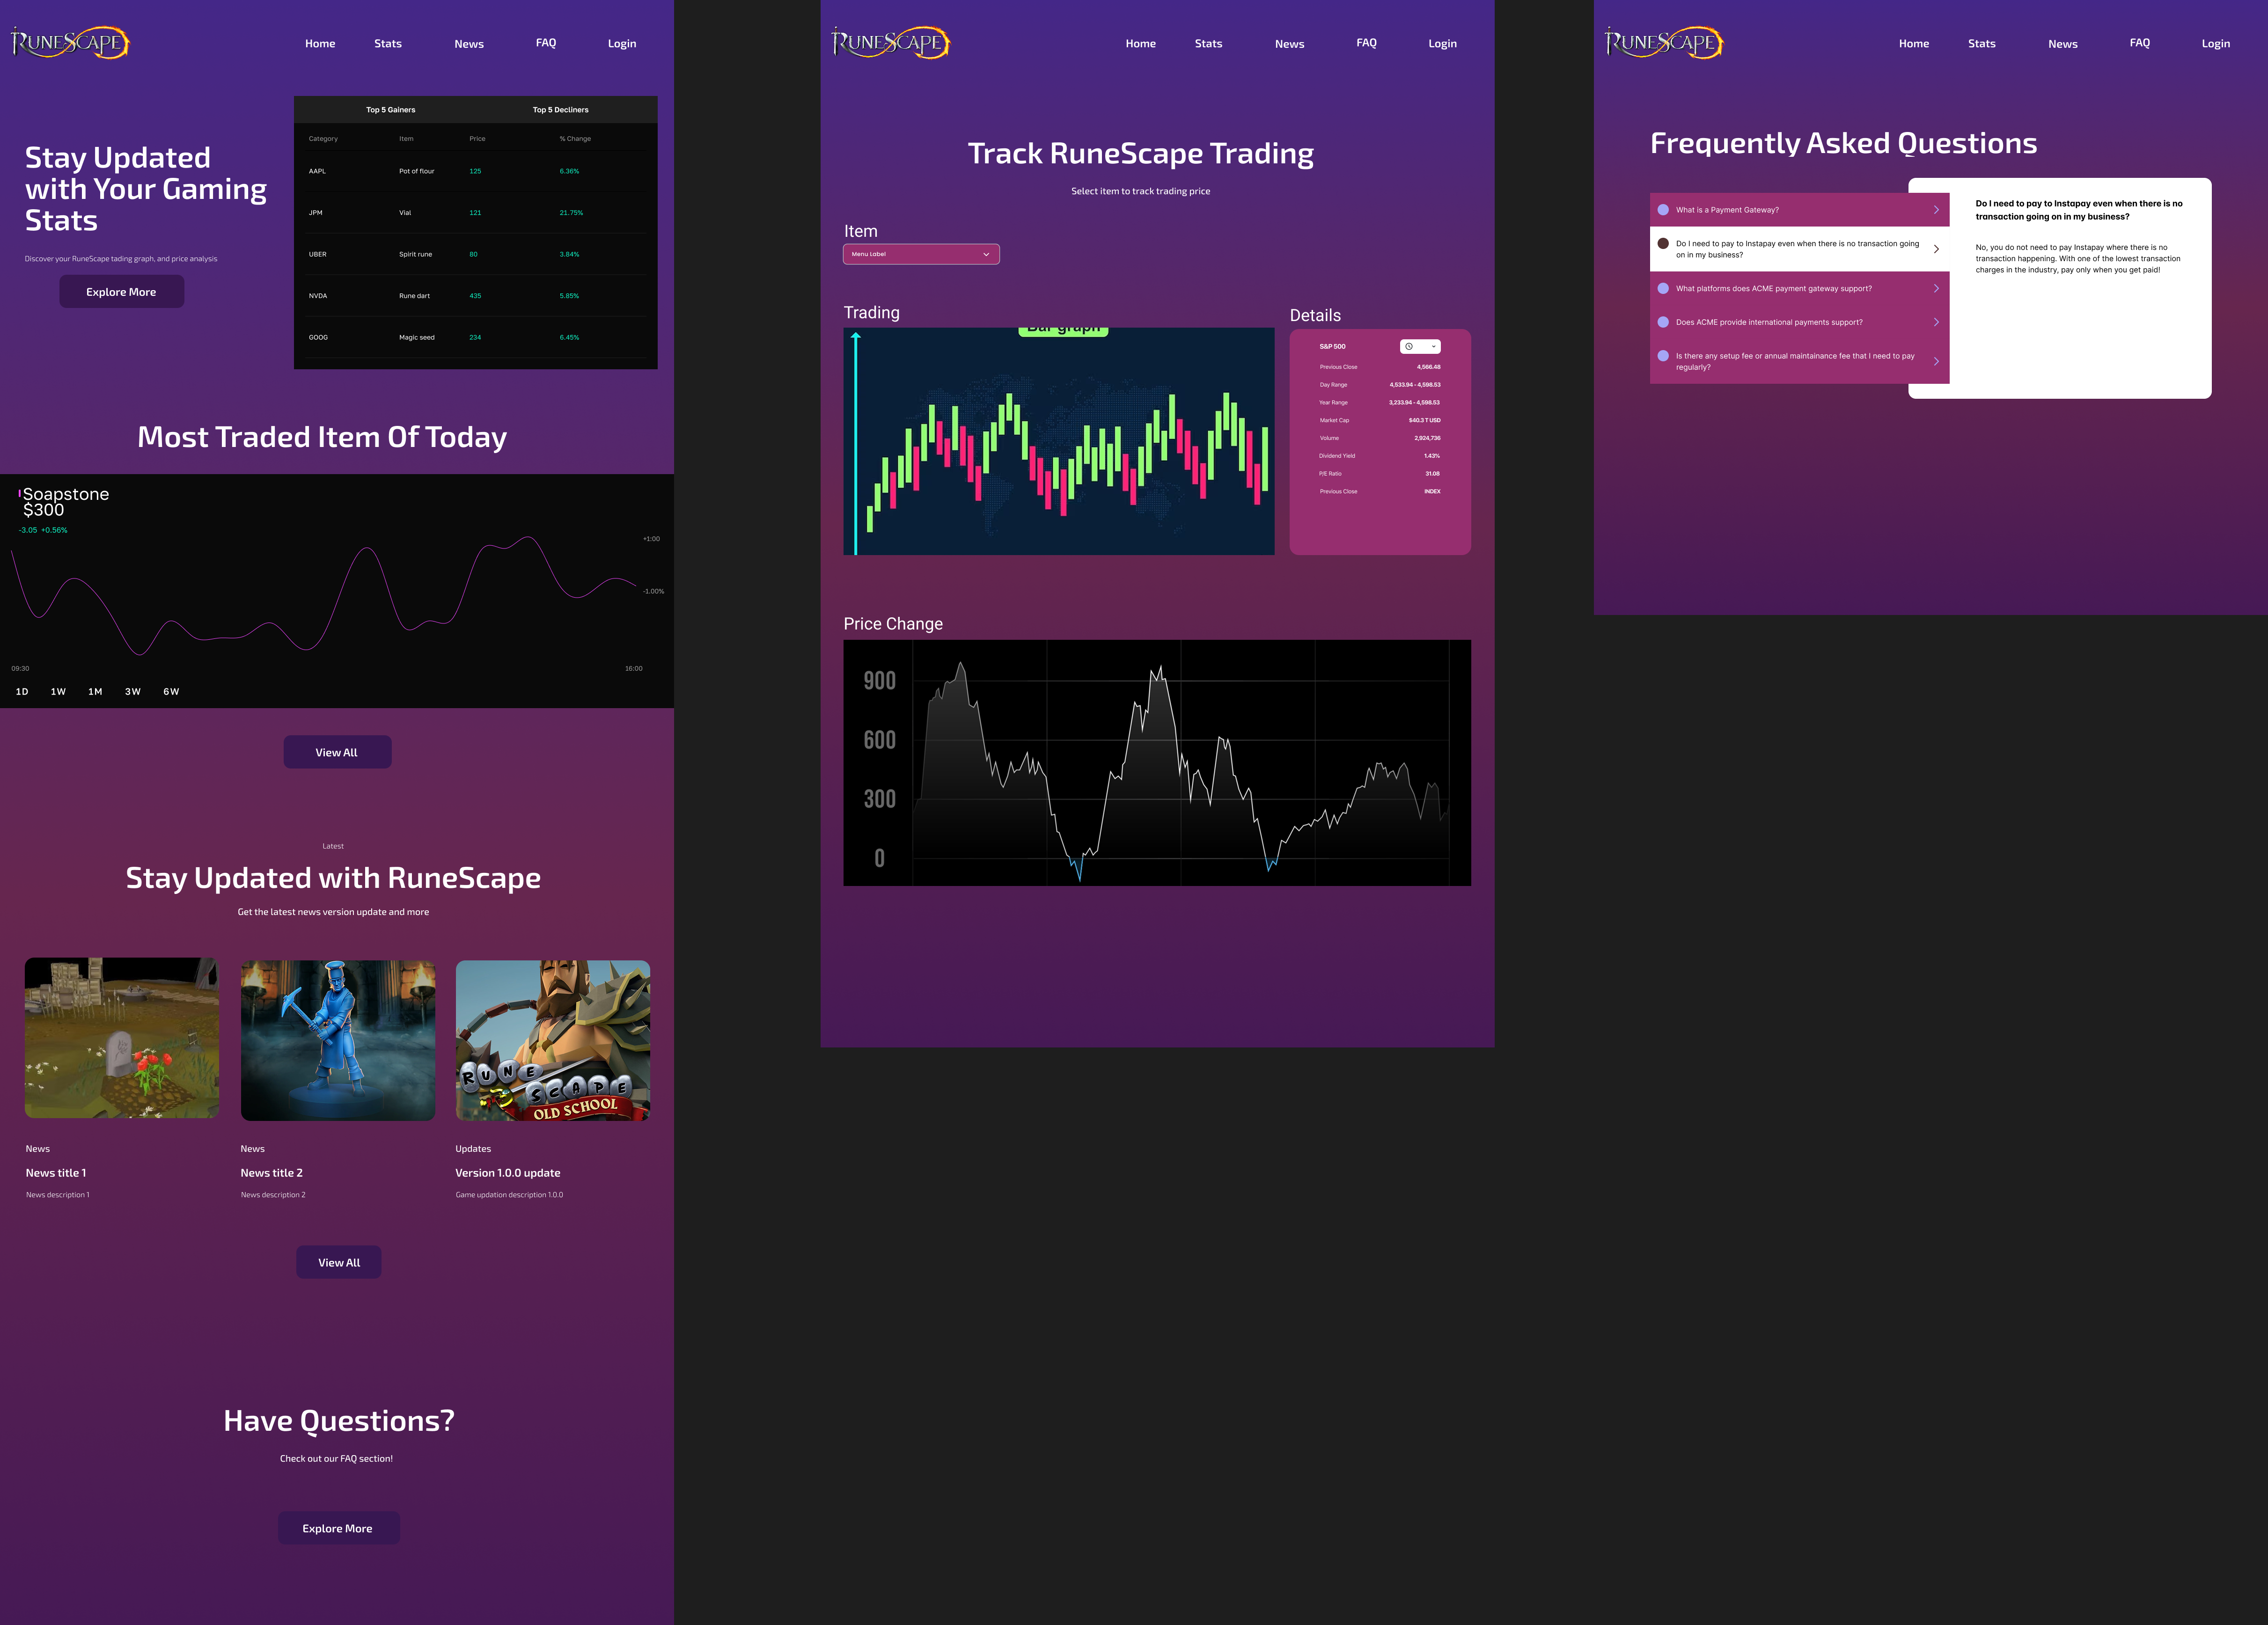 RUNESCAPE
Home Stats News FAQ Login
Stay Updated
with Your Gaming
Stats
Discover your RuneScape tading graph, and price analysis
Explore More
Top 5 Gainers Top 5 Decliners
Category Item Price % Change
AAPL Pot of flour 125 6.36%
JPM Vial 121 21.75%
UBER Spirit rune 80 3.84%
NVDA Rune dart 435 5.85%
GOOG Magic seed 234 6.45%
Most Traded Item Of Today
Soapstone
$300
-3.05 +0.56%
+1:00
-1.00%
09:30 16:00
1D 1W 1M 3W 6W
View All
Latest
Stay Updated with RuneScape
Get the latest news version update and more
RUNE
SCAPE
OLD SCHOOL
News
News title 1
News description 1
News
News title 2
News description 2
Updates
Version 1.0.0 update
Game updation description 1.0.0
View All
Have Questions?
Check out our FAQ section!
Explore More
RUNESCAPE
Home Stats News FAQ Login
Track RuneScape Trading
Select item to track trading price
Item
Menu Label
Trading
Bar graph
Details
S&P 500
Previous Close 4,566.48
Day Range 4,533.94 - 4,598.53
Year Range 3,233.94 - 4,598.53
Market Cap $40.3 T USD
Volume 2,924,736
Dividend Yield 1.43%
P/E Ratio 31.08
Previous Close INDEX
Price Change
900
600
300
0
RUNESCAPE
Home Stats News FAQ Login
Frequently Asked Questions
What is a Payment Gateway?
Do I need to pay to Instapay even when there is no transaction going
on in my business?
What platforms does ACME payment gateway support?
Does ACME provide international payments support?
Is there any setup fee or annual maintainance fee that I need to pay
regularly?
Do I need to pay to Instapay even when there is no
transaction going on in my business?
No, you do not need to pay Instapay where there is no
transaction happening. With one of the lowest transaction
charges in the industry, pay only when you get paid!